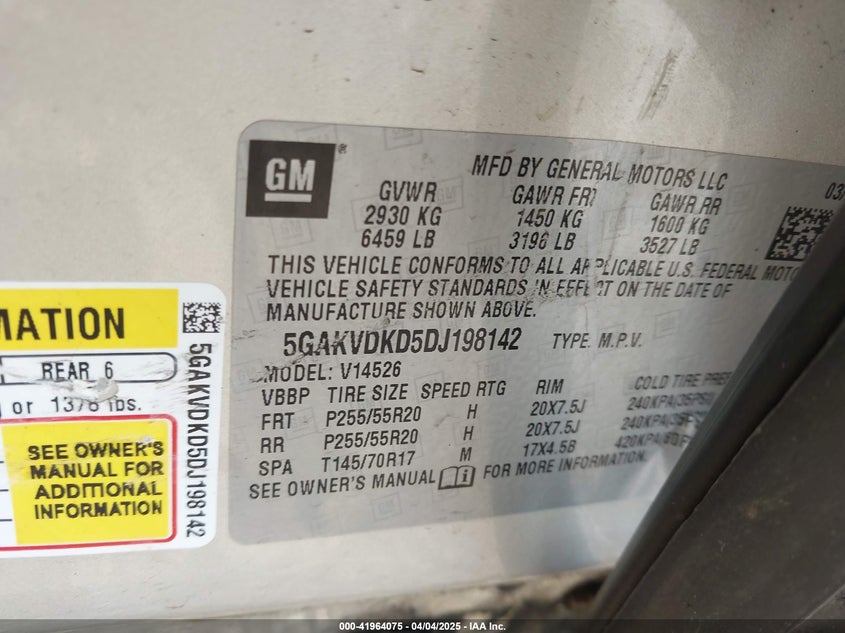 GM
®
MFD BY GENERAL MOTORS LLC
03/
GVWR GAWR FRT GAWR RR
2930 KG 1450 KG 1600 KG
6459 LB 3196 LB 3527 LB
THIS VEHICLE CONFORMS TO ALL APPLICABLE U.S. FEDERAL MOTO
VEHICLE SAFETY STANDARDS IN EFFECT ON THE DATE OF
MANUFACTURE SHOWN ABOVE.
5GAKVDKD5DJ198142 TYPE: M.P.V.
MODEL: V14526
VBBP TIRE SIZE SPEED RTG RIM COLD TIRE PRE
FRT P255/55R20 H 20X7.5J 240KPA(35PSI)
RR P255/55R20 H 20X7.5J 240KPA(35PS
SPA T145/70R17 M 17X4.5B 420KPA(60P
SEE OWNER'S MANUAL FOR MORE INFORMATION.
MATION
REAR 6
or 1378 lbs.
SEE OWNER'S
MANUAL FOR
ADDITIONAL
INFORMATION
5GAKVDKD5DJ198142
000-41964075 - 04/04/2025 - IAA Inc.